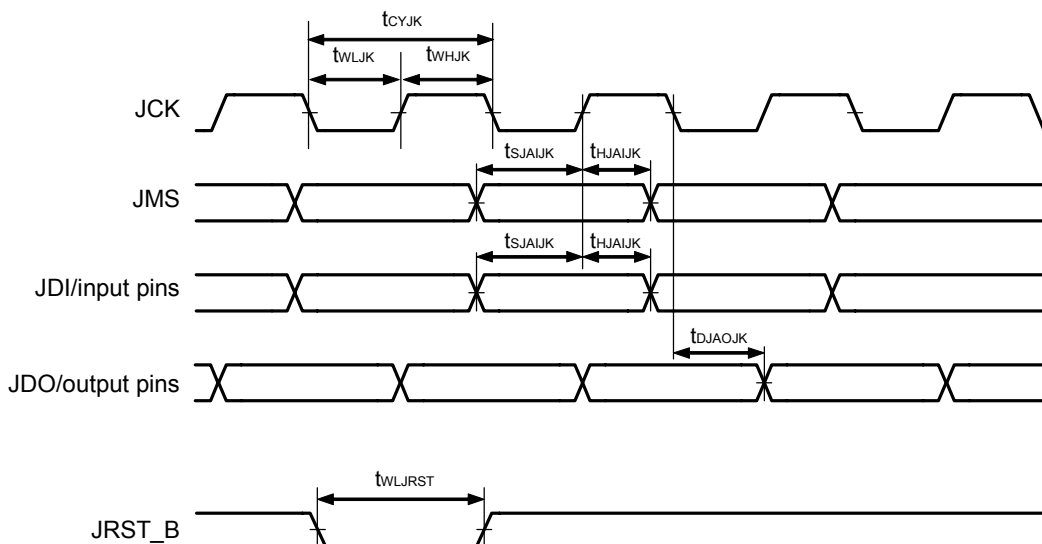 tCYJK
tWLJK tWHJK
JCK
tSJAIJK tHJAIJK
JMS
tSJAIJK tHJAIJK
JDI/input pins
tDJAOJK
JDO/output pins
tWLJRST
JRST_B